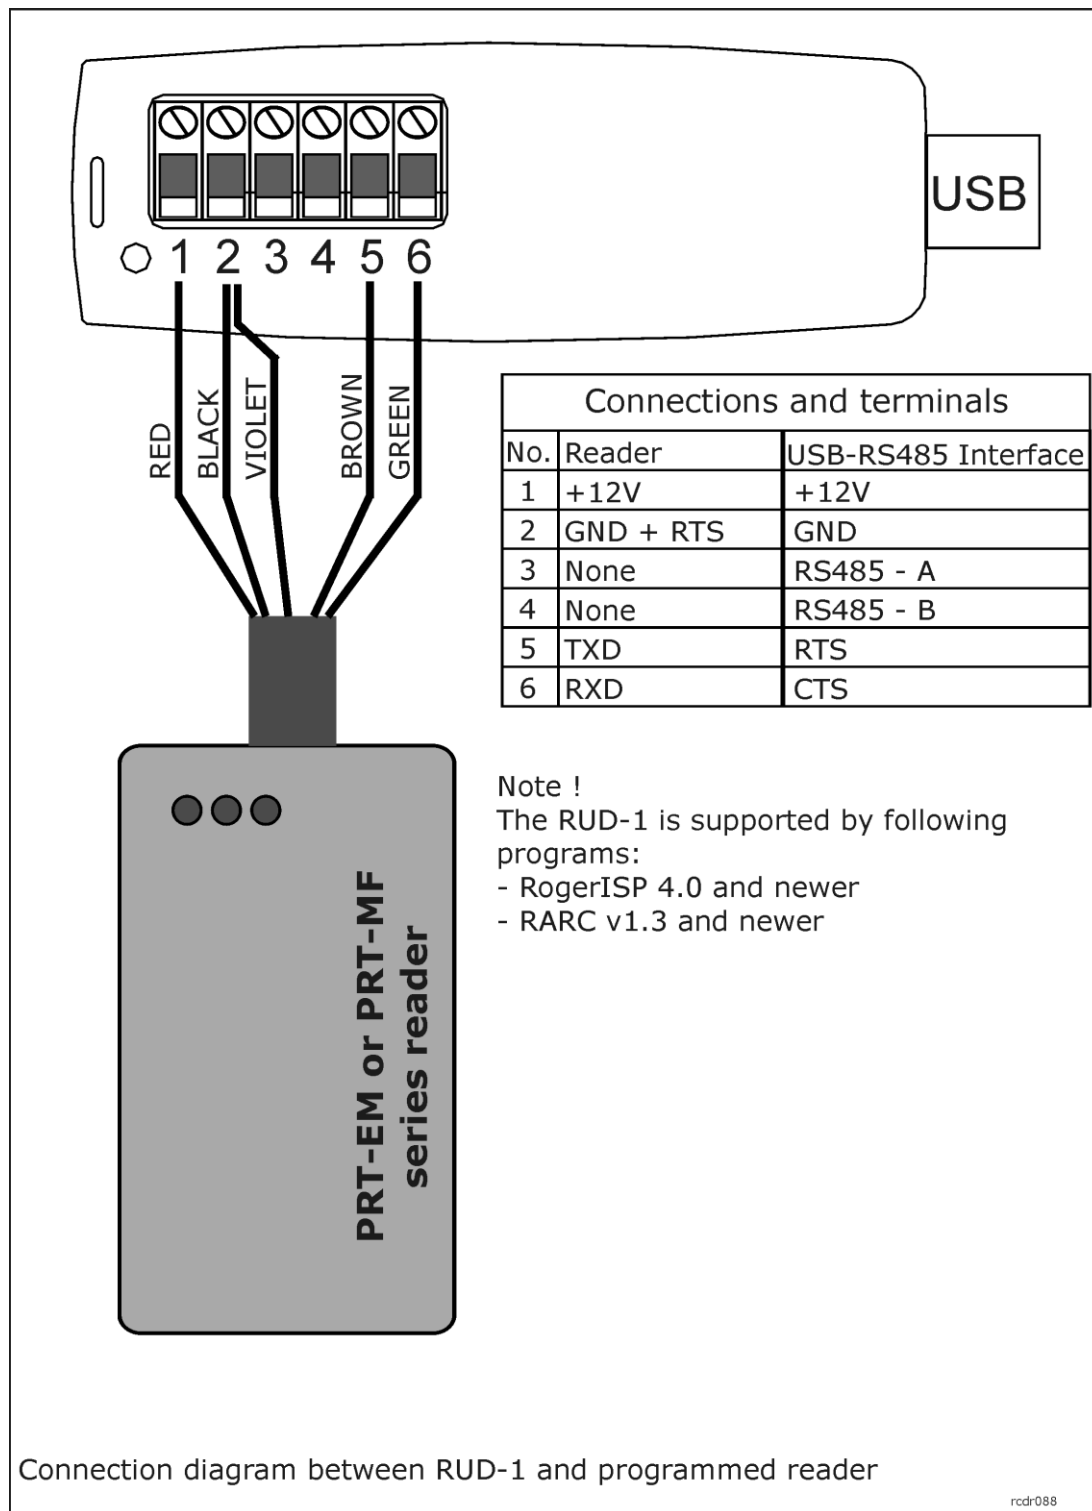 USB
1 2 3 4 5 6
RED
BLACK
VIOLET
BROWN
GREEN
Connections and terminals
No. Reader USB-RS485 Interface
1 +12V +12V
2 GND + RTS GND
3 None RS485 - A
4 None RS485 - B
5 TXD RTS
6 RXD CTS
Note !
The RUD-1 is supported by following
programs:
- RogerISP 4.0 and newer
- RARC v1.3 and newer
PRT-EM or PRT-MF
series reader
Connection diagram between RUD-1 and programmed reader
rcdr088